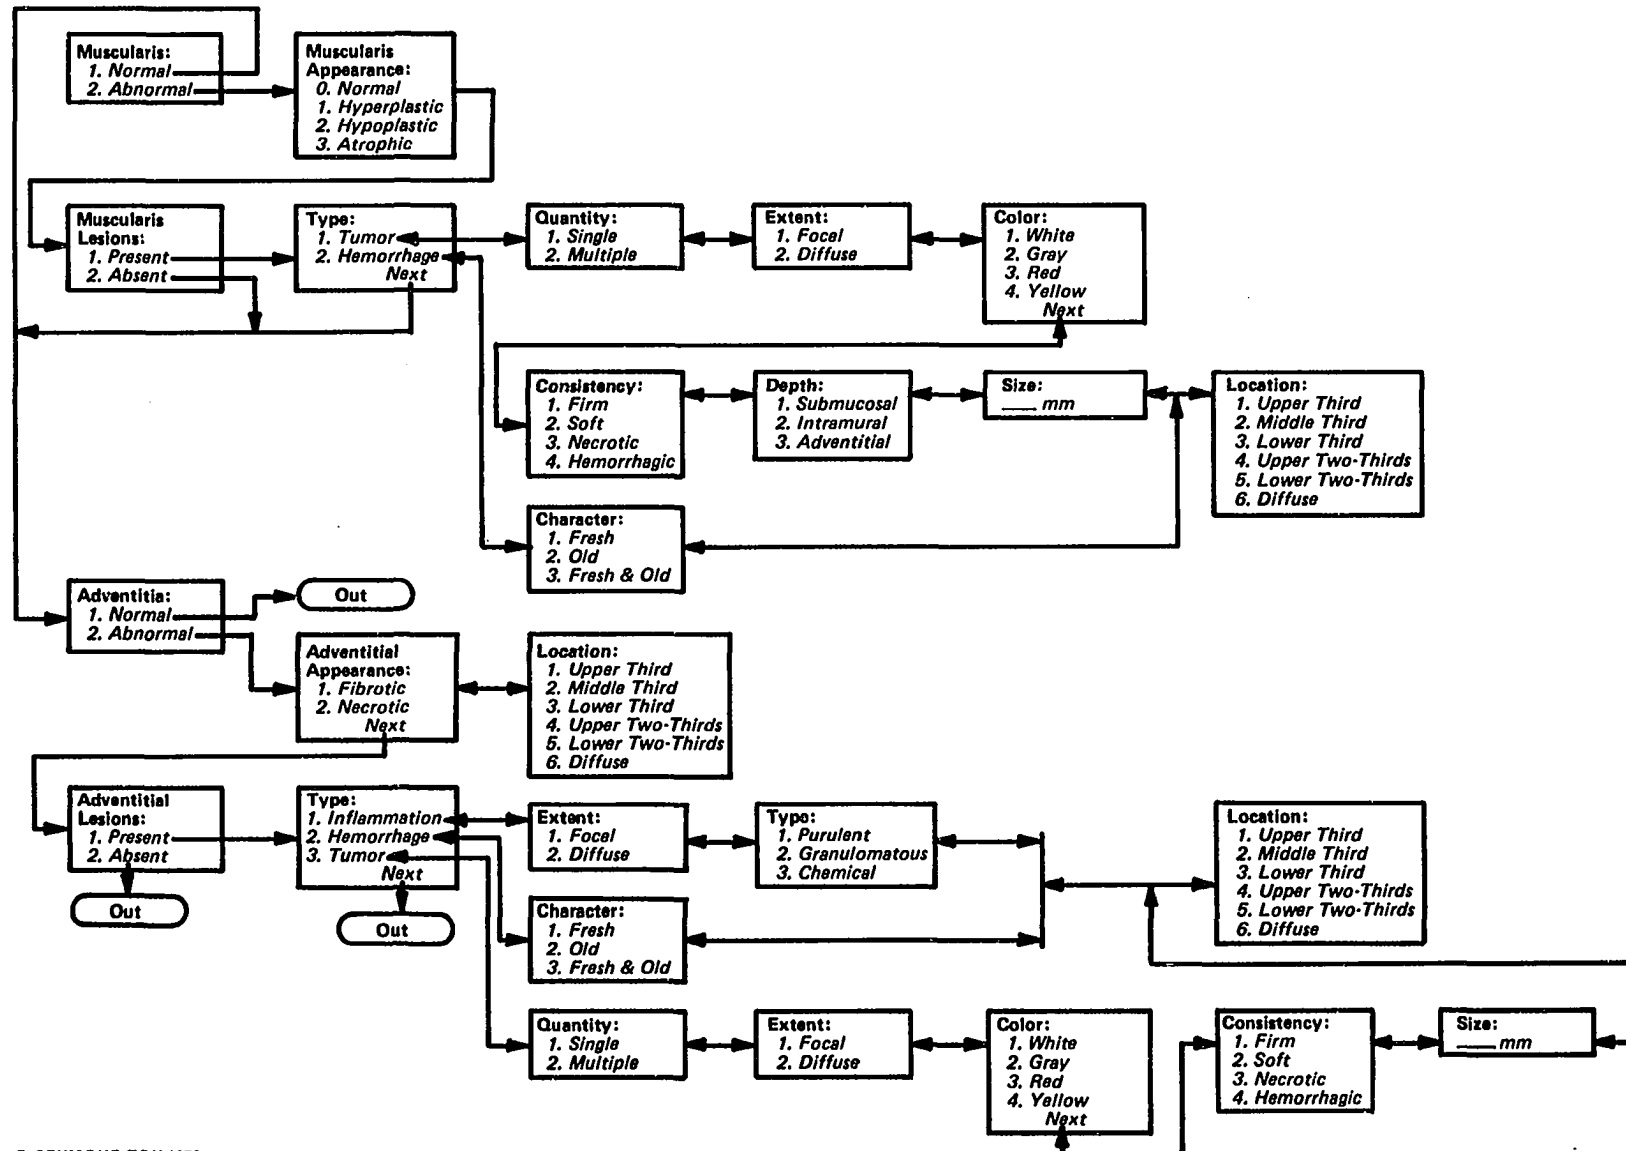 Muscularis:
1. Normal
2. Abnormal
Muscularis
Appearance:
0. Normal
1. Hyperplastic
2. Hypoplastic
3. Atrophic
Muscularis
Lesions:
1. Present
2. Absent
Type:
1. Tumor
2. Hemorrhage
Next
Quantity:
1. Single
2. Multiple
Extent:
1. Focal
2. Diffuse
Color:
1. White
2. Gray
3. Red
4. Yellow
Next
Consistency:
1. Firm
2. Soft
3. Necrotic
4. Hemorrhagic
Depth:
1. Submucosal
2. Intramural
3. Adventitial
Size:
___ mm
Location:
1. Upper Third
2. Middle Third
3. Lower Third
4. Upper Two-Thirds
5. Lower Two-Thirds
6. Diffuse
Character:
1. Fresh
2. Old
3. Fresh & Old
Adventitia:
1. Normal
2. Abnormal
Out
Adventitial
Appearance:
1. Fibrotic
2. Necrotic
Next
Location:
1. Upper Third
2. Middle Third
3. Lower Third
4. Upper Two-Thirds
5. Lower Two-Thirds
6. Diffuse
Adventitial
Lesions:
1. Present
2. Absent
Out
Type:
1. Inflammation
2. Hemorrhage
3. Tumor
Next
Out
Extent:
1. Focal
2. Diffuse
Type:
1. Purulent
2. Granulomatous
3. Chemical
Location:
1. Upper Third
2. Middle Third
3. Lower Third
4. Upper Two-Thirds
5. Lower Two-Thirds
6. Diffuse
Character:
1. Fresh
2. Old
3. Fresh & Old
Quantity:
1. Single
2. Multiple
Extent:
1. Focal
2. Diffuse
Color:
1. White
2. Gray
3. Red
4. Yellow
Next
Consistency:
1. Firm
2. Soft
3. Necrotic
4. Hemorrhagic
Size:
___ mm